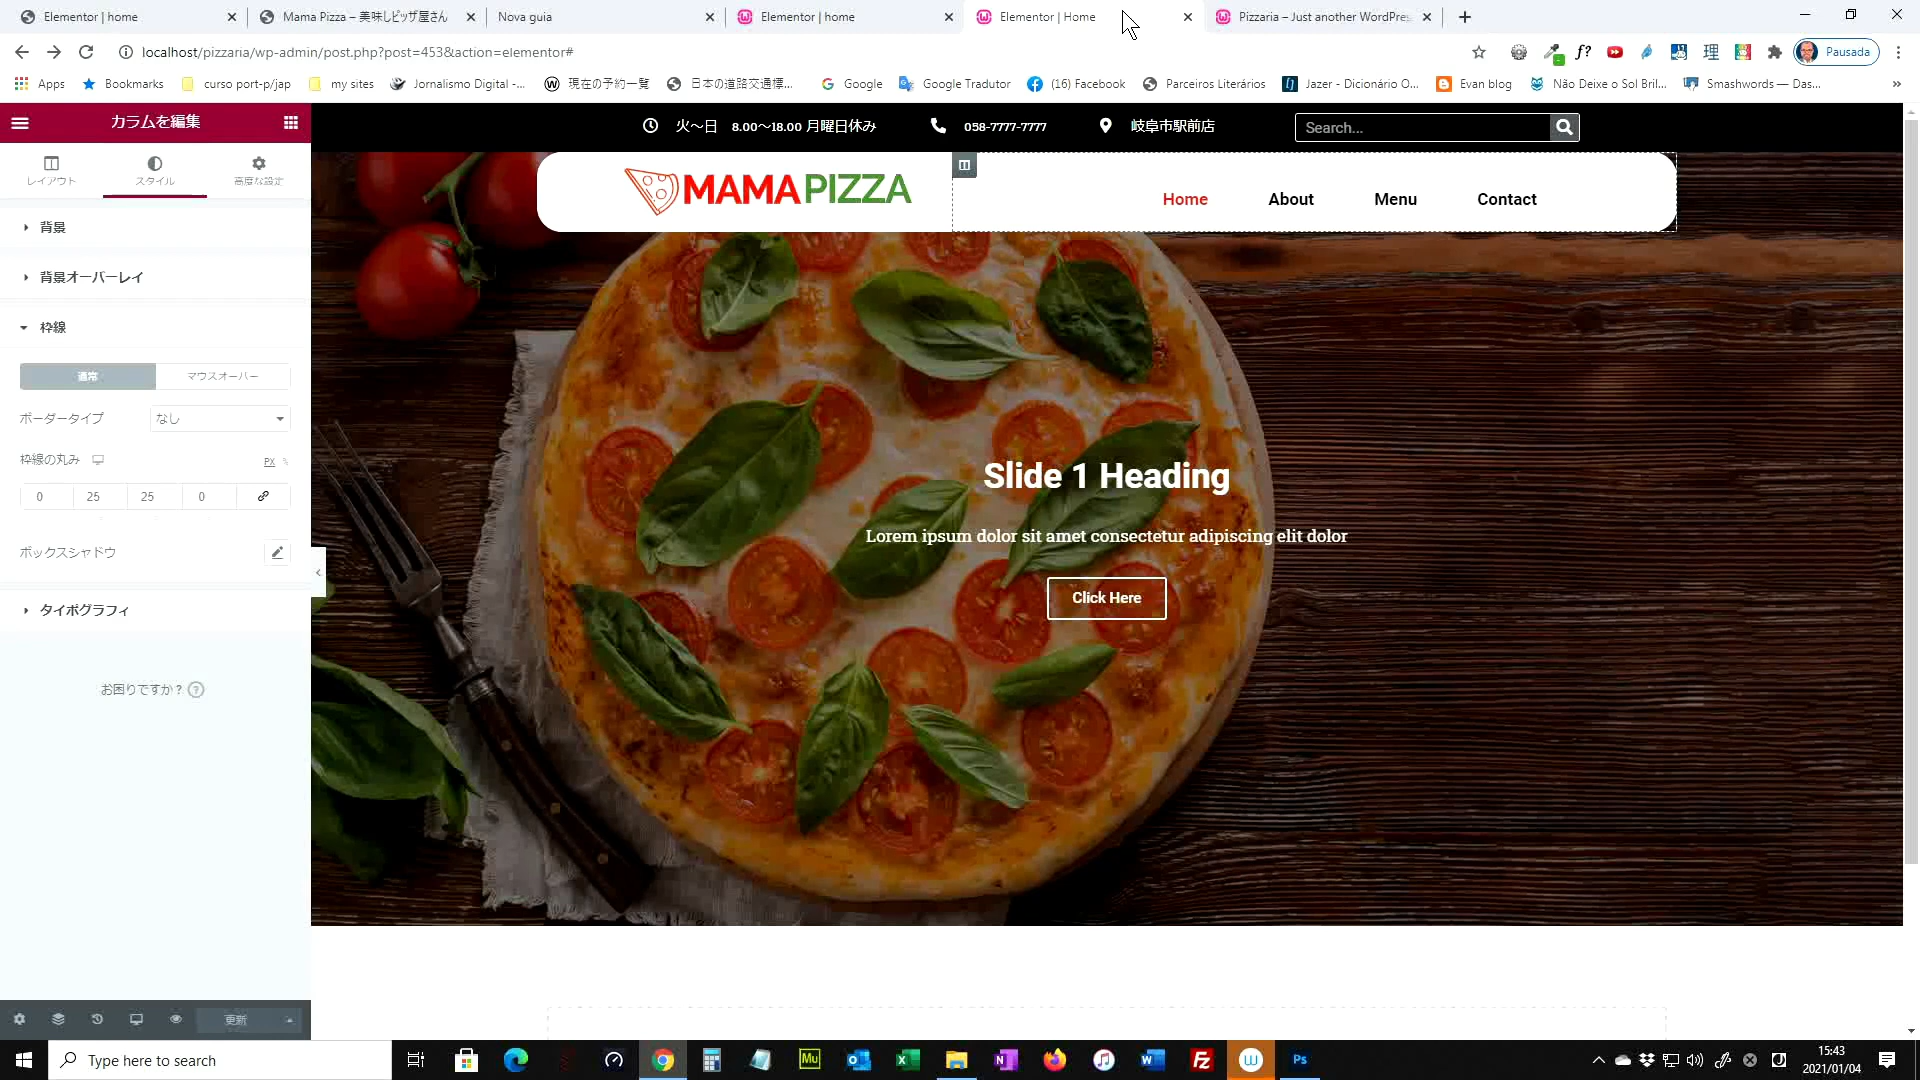 Elementor | home
Mama Pizza – 美味しピッザ屋さん
Nova guia
Elementor | home
Elementor | Home
Pizzaria – Just another WordPres
localhost/pizzaria/wp-admin/post.php?post=453&action=elementor#
Pausada
Apps
Bookmarks
curso port-p/jap
my sites
Jornalismo Digital -...
現在の予約一覧
日本の道路交通標...
Google
Google Tradutor
(16) Facebook
Parceiros Literários
Jazer - Dicionário O...
Evan blog
Não Deixe o Sol Bril...
Smashwords — Das...
カラムを編集
火〜日 8.00〜18.00 月曜日休み
058-7777-7777
岐阜市駅前店
Search...
レイアウト
スタイル
高度な設定
MAMA PIZZA
Home
About
Menu
Contact
背景
背景オーバーレイ
枠線
通常
マウスオーバー
ボーダータイプ
なし
枠線の丸み
PX %
0 25 25 0
ボックスシャドウ
タイポグラフィ
お困りですか ? ?
Slide 1 Heading
Lorem ipsum dolor sit amet consectetur adipiscing elit dolor
Click Here
更新
Type here to search
15:43
2021/01/04